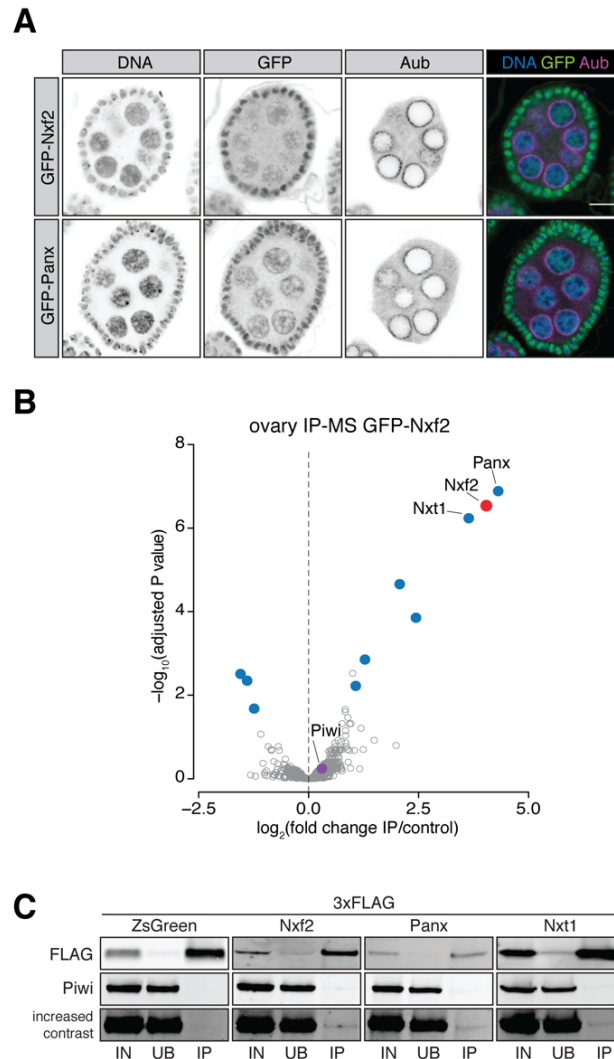 A
DNA GFP Aub DNA GFP Aub
GFP-Nxf2
GFP-Panx
B
ovary IP-MS GFP-Nxf2
8
6
4
2
0
−log10(adjusted P value)
Panx
Nxf2
Nxt1
Piwi
−2.5 0.0 2.5 5.0
log2(fold change IP/control)
C
3xFLAG
ZsGreen Nxf2 Panx Nxt1
FLAG
Piwi
increased
contrast
IN UB IP IN UB IP IN UB IP IN UB IP